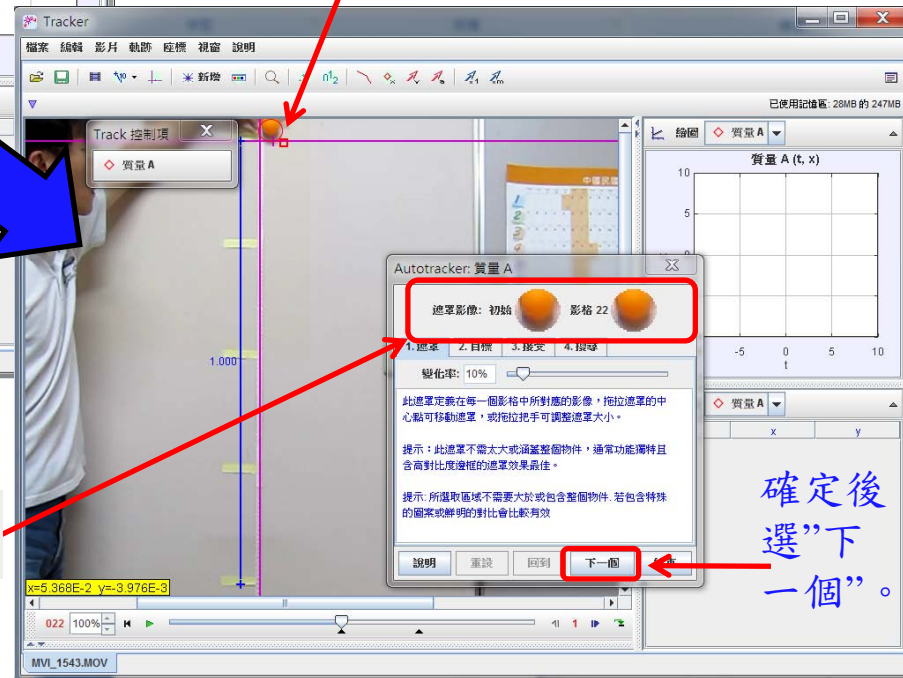 Tracker
檔案 編輯 影片 軌跡 座標 視窗 說明
新增
已使用記憶區: 28MB 的 247MB
Track 控制項 X
質量 A
中國民國
1
2
3
1.000
x=5.368E-2 y=-3.976E-3
022 100% 1
MVI_1543.MOV
繪圖 質量 A
質量 A (t, x)
10
5
0
-5 0 5 10
t
質量 A
x y
Autotracker: 質量 A
遮罩影像: 初始 影格 22
1. 遮罩 2. 目標 3. 接受 4. 搜尋
變化率: 10%
此遮罩定義在每一個影格中所對應的影像，拖拉遮罩的中
心點可移動遮罩，或拖拉把手可調整遮罩大小。
提示：此遮罩不需太大或涵蓋整個物件，通常功能獨特且
含高對比度邊框的遮罩效果最佳。
提示: 所選取區域不需要大於或包含整個物件. 若包含特殊
的圖案或鮮明的對比會比較有效
說明 重設 回到 下一個
確定後
選”下
一個”。